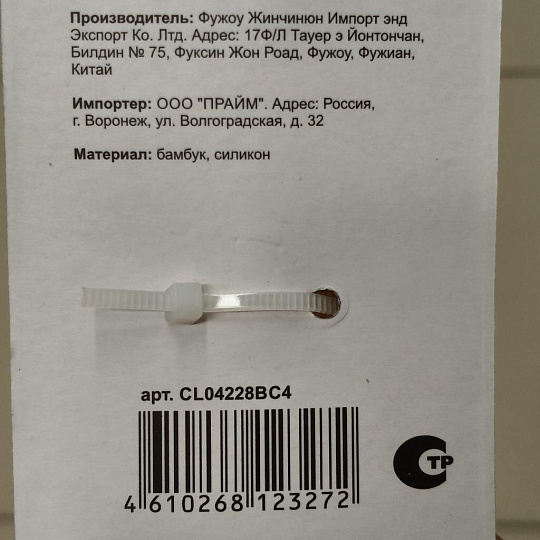 Производитель: Фужоу Жинчинюн Импорт энд
Экспорт Ко. Лтд. Адрес: 17Ф/Л Тауер э Йонтончан,
Билдин № 75, Фуксин Жон Роад, Фужоу, Фужиан,
Китай
Импортер: ООО "ПРАЙМ". Адрес: Россия,
г. Воронеж, ул. Волгоградская, д. 32
Материал: бамбук, силикон
арт. CL04228BC4
4 610268 123272
СТР